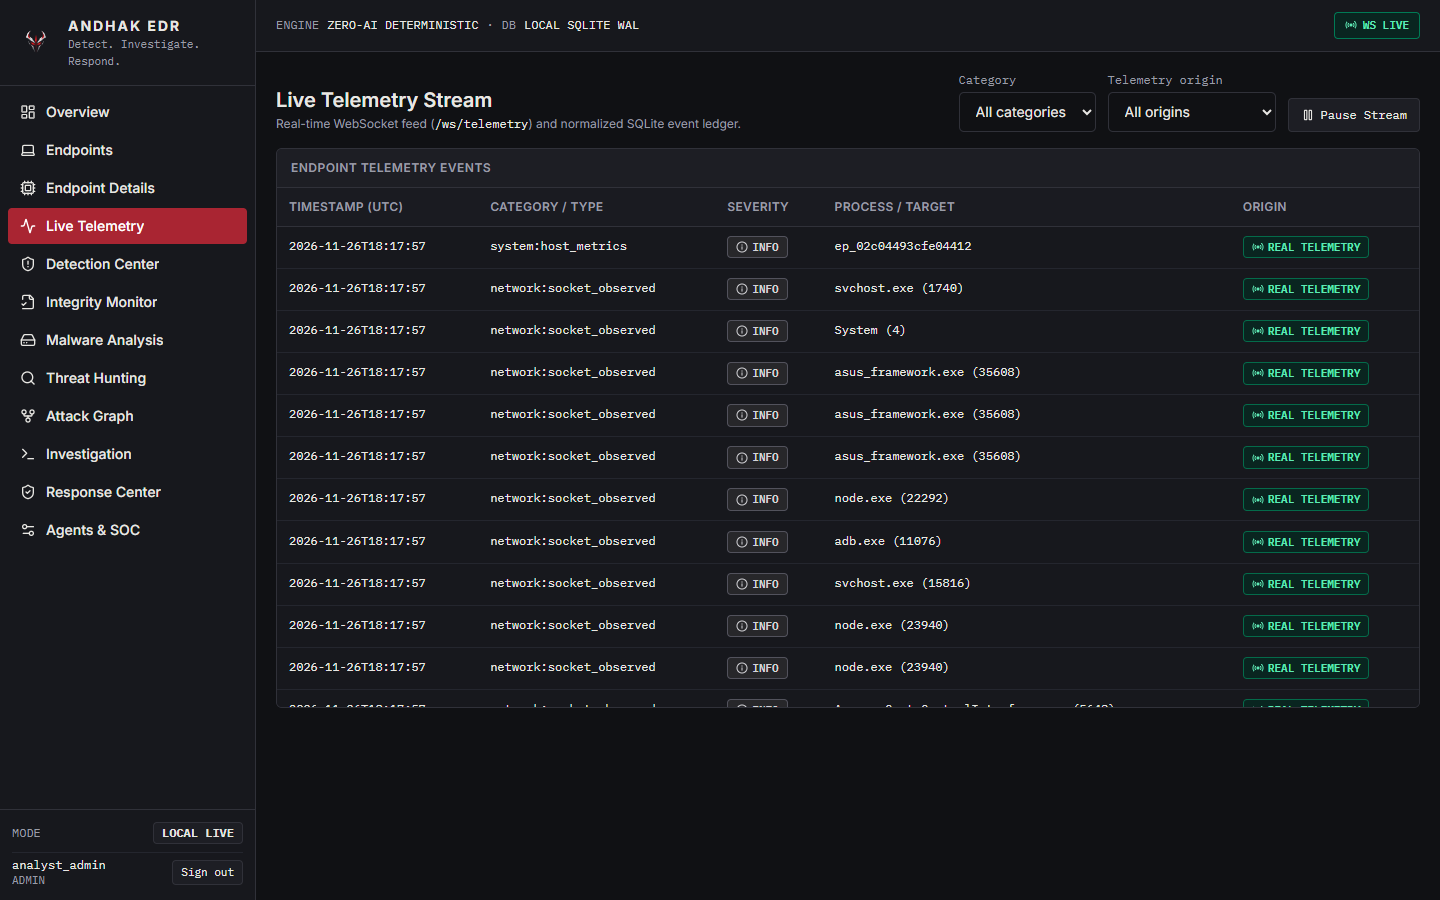 ANDHAK EDR
Detect. Investigate.
Respond.
Overview
Endpoints
Endpoint Details
Live Telemetry
Detection Center
Integrity Monitor
Malware Analysis
Threat Hunting
Attack Graph
Investigation
Response Center
Agents & SOC
MODE LOCAL LIVE
analyst_admin
ADMIN
Sign out
ENGINE ZERO-AI DETERMINISTIC · DB LOCAL SQLITE WAL
WS LIVE
Live Telemetry Stream
Real-time WebSocket feed (/ws/telemetry) and normalized SQLite event ledger.
Category
All categories
Telemetry origin
All origins
Pause Stream
ENDPOINT TELEMETRY EVENTS
TIMESTAMP (UTC) CATEGORY / TYPE SEVERITY PROCESS / TARGET ORIGIN
2026-11-26T18:17:57 system:host_metrics INFO ep_02c04493cfe04412 REAL TELEMETRY
2026-11-26T18:17:57 network:socket_observed INFO svchost.exe (1740) REAL TELEMETRY
2026-11-26T18:17:57 network:socket_observed INFO System (4) REAL TELEMETRY
2026-11-26T18:17:57 network:socket_observed INFO asus_framework.exe (35608) REAL TELEMETRY
2026-11-26T18:17:57 network:socket_observed INFO asus_framework.exe (35608) REAL TELEMETRY
2026-11-26T18:17:57 network:socket_observed INFO asus_framework.exe (35608) REAL TELEMETRY
2026-11-26T18:17:57 network:socket_observed INFO node.exe (22292) REAL TELEMETRY
2026-11-26T18:17:57 network:socket_observed INFO adb.exe (11076) REAL TELEMETRY
2026-11-26T18:17:57 network:socket_observed INFO svchost.exe (15816) REAL TELEMETRY
2026-11-26T18:17:57 network:socket_observed INFO node.exe (23940) REAL TELEMETRY
2026-11-26T18:17:57 network:socket_observed INFO node.exe (23940) REAL TELEMETRY